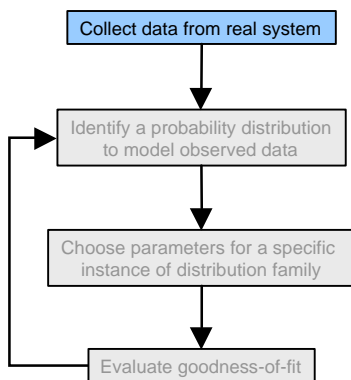 Collect data from real system
Identify a probability distribution
to model observed data
Choose parameters for a specific
instance of distribution family
Evaluate goodness-of-fit